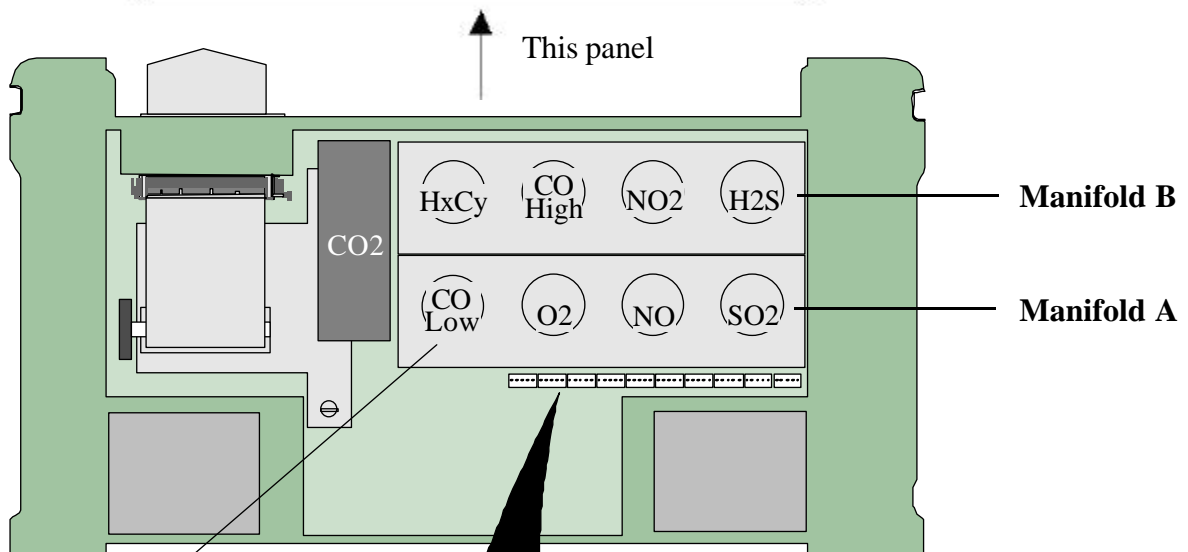 This panel
HxCy
CO
High
NO2
H2S
Manifold B
CO2
CO
Low
O2
NO
SO2
Manifold A